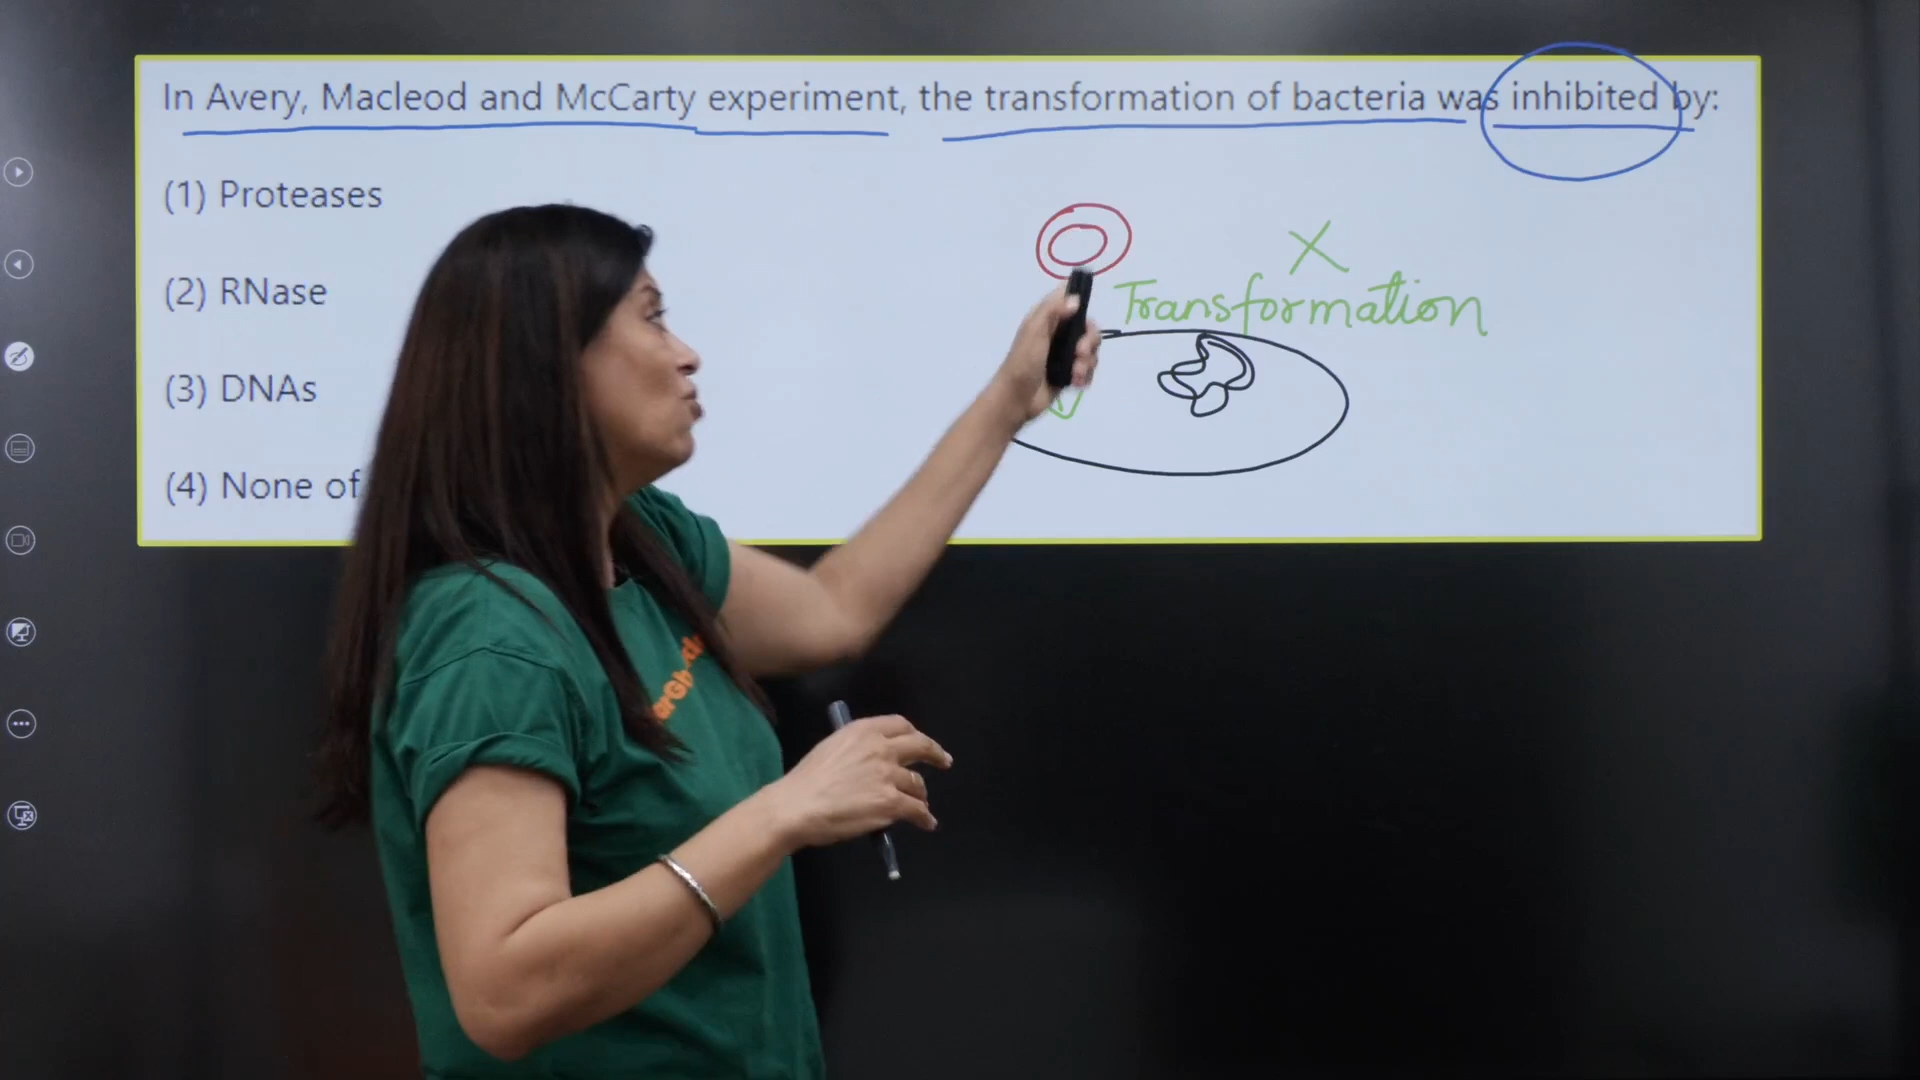 In Avery, Macleod and McCarty experiment, the transformation of bacteria was inhibited by:
(1) Proteases
(2) RNase
(3) DNAs
(4) None of
X
Transformation